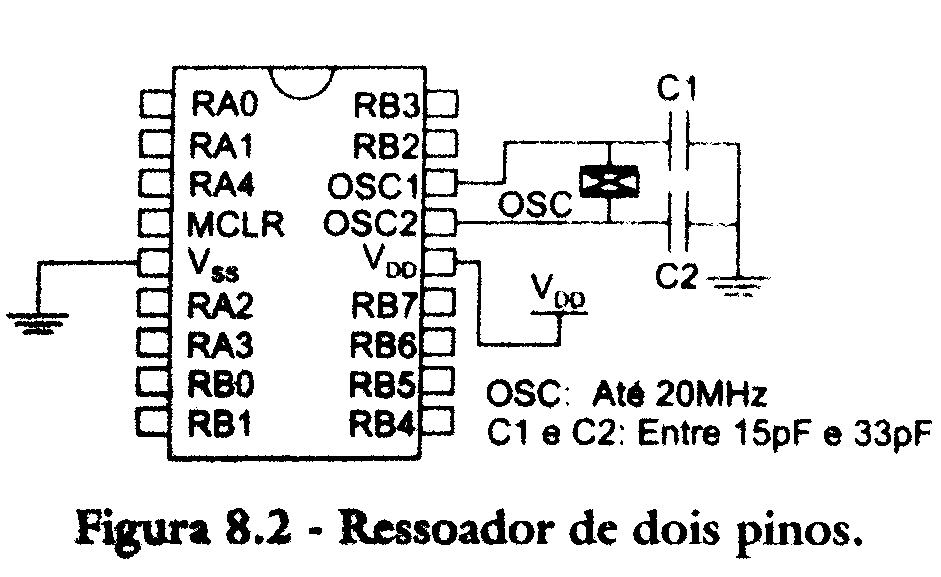 RA0
RA1
RA4
MCLR
Vss
RA2
RA3
RB0
RB1
RB3
RB2
OSC1
OSC2
VDD
RB7
RB6
RB5
RB4
C1
OSC
C2
VDD
OSC: Até 20MHz
C1 e C2: Entre 15pF e 33pF
Figura 8.2 - Ressoador de dois pinos.